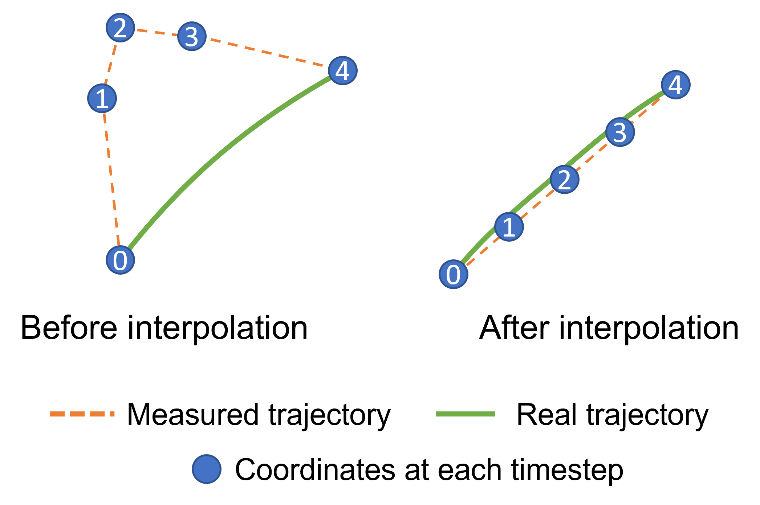 2
3
4
1
0
4
3
2
1
0
Before interpolation
After interpolation
Measured trajectory
Real trajectory
Coordinates at each timestep